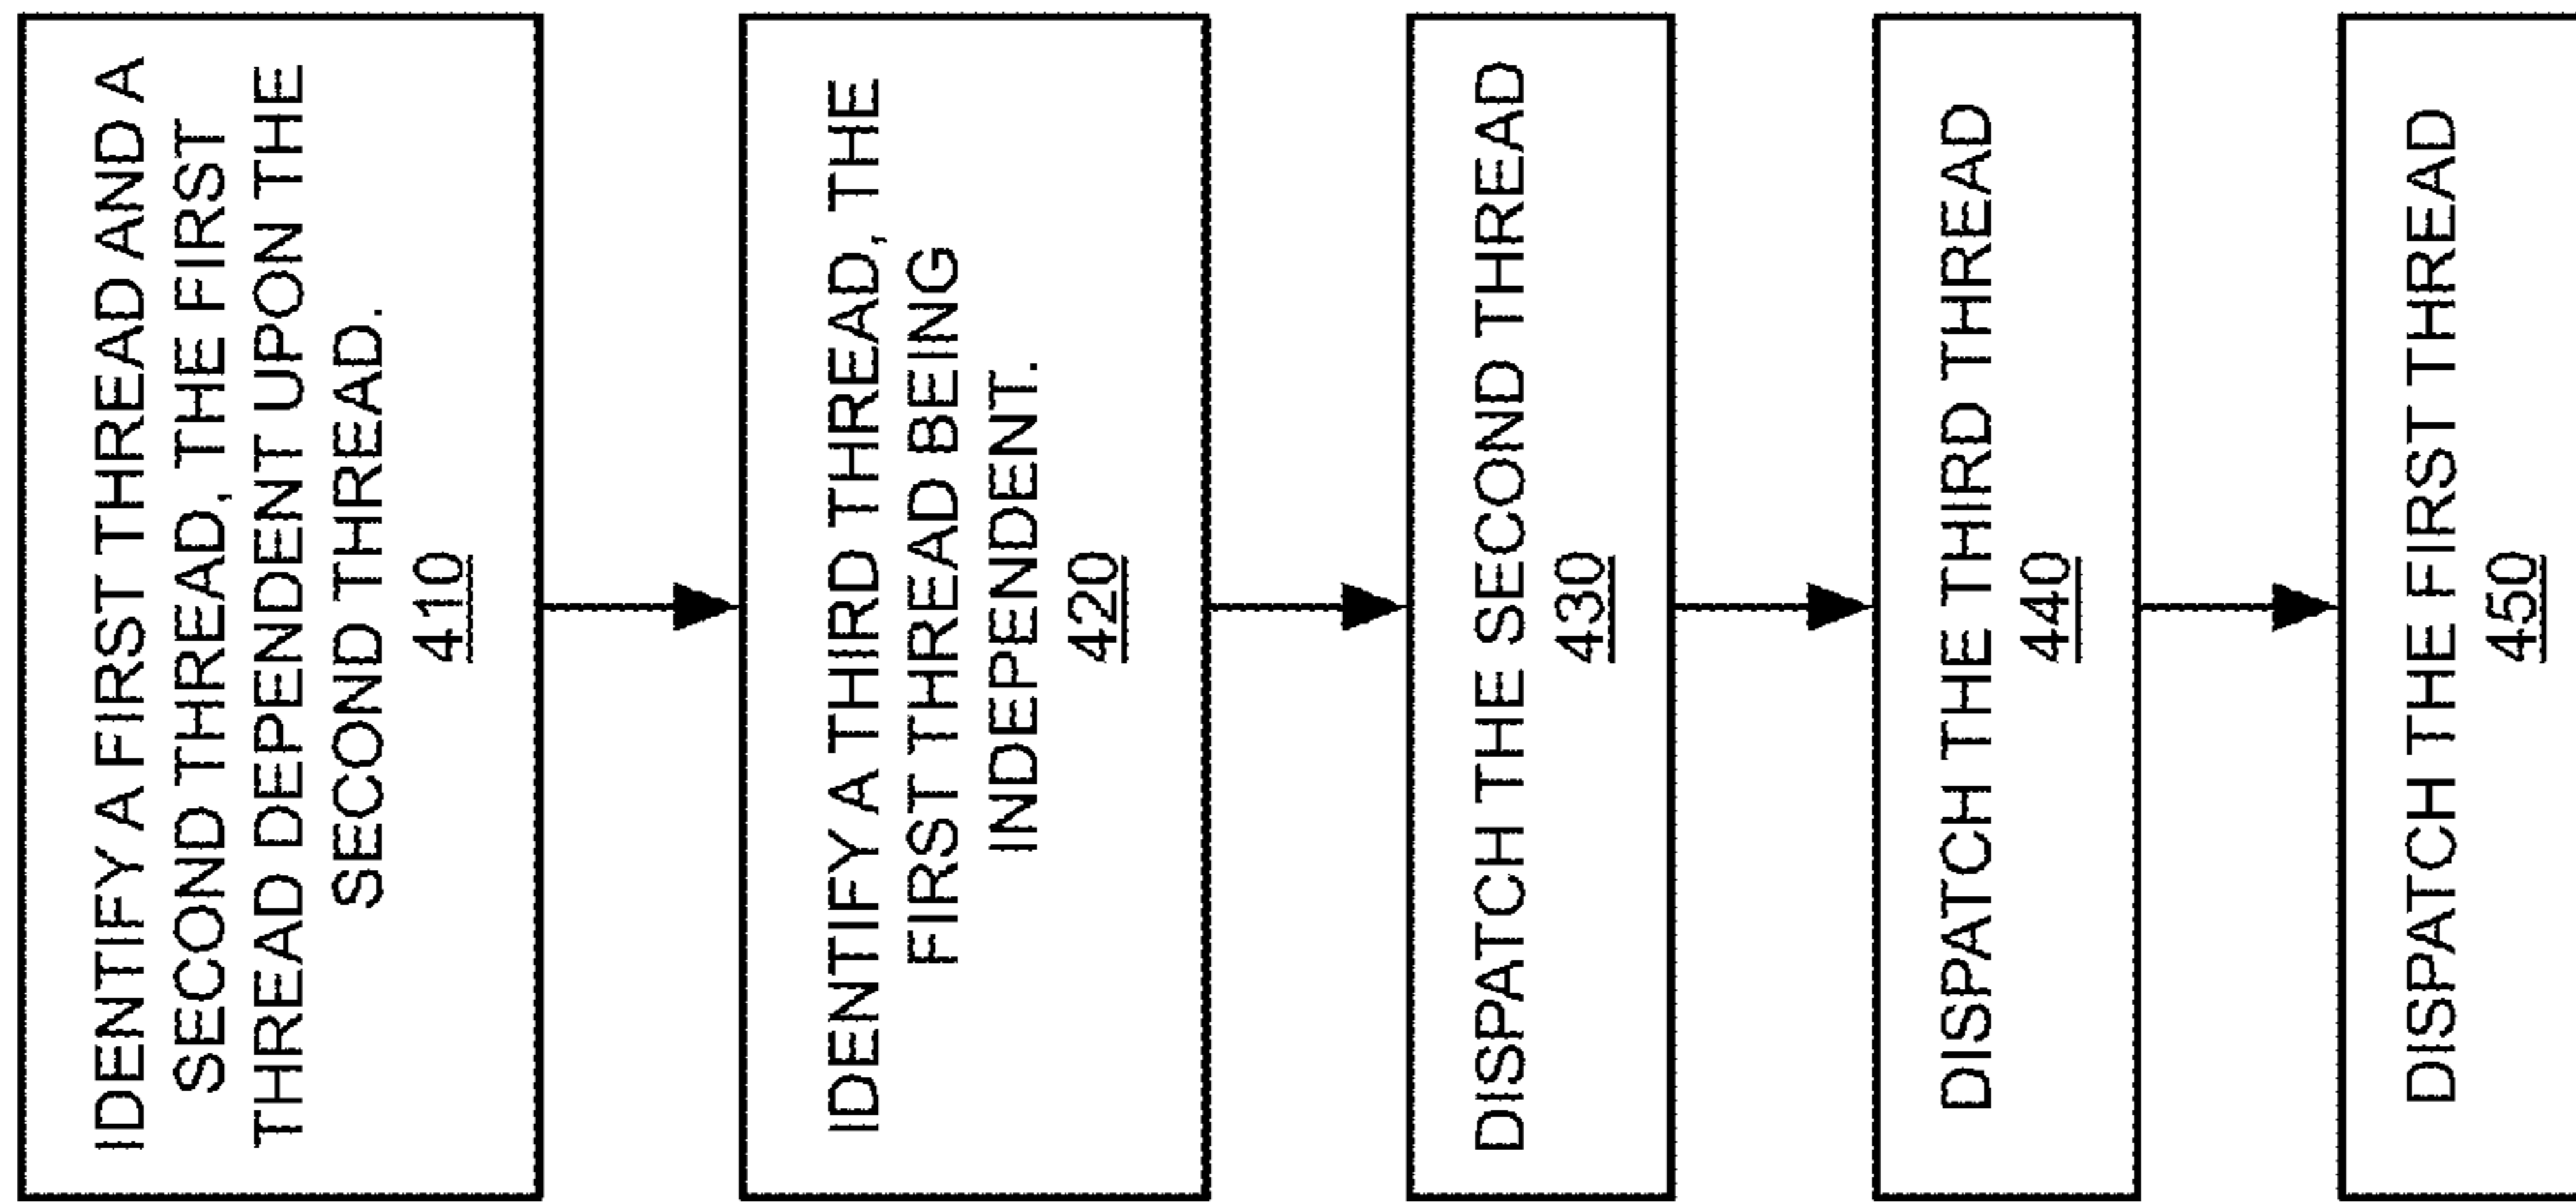 IDENTIFY A FIRST THREAD AND A
SECOND THREAD, THE FIRST
THREAD DEPENDENT UPON THE
SECOND THREAD.
410
IDENTIFY A THIRD THREAD, THE
FIRST THREAD BEING
INDEPENDENT.
420
DISPATCH THE SECOND THREAD
430
DISPATCH THE THIRD THREAD
440
DISPATCH THE FIRST THREAD
450